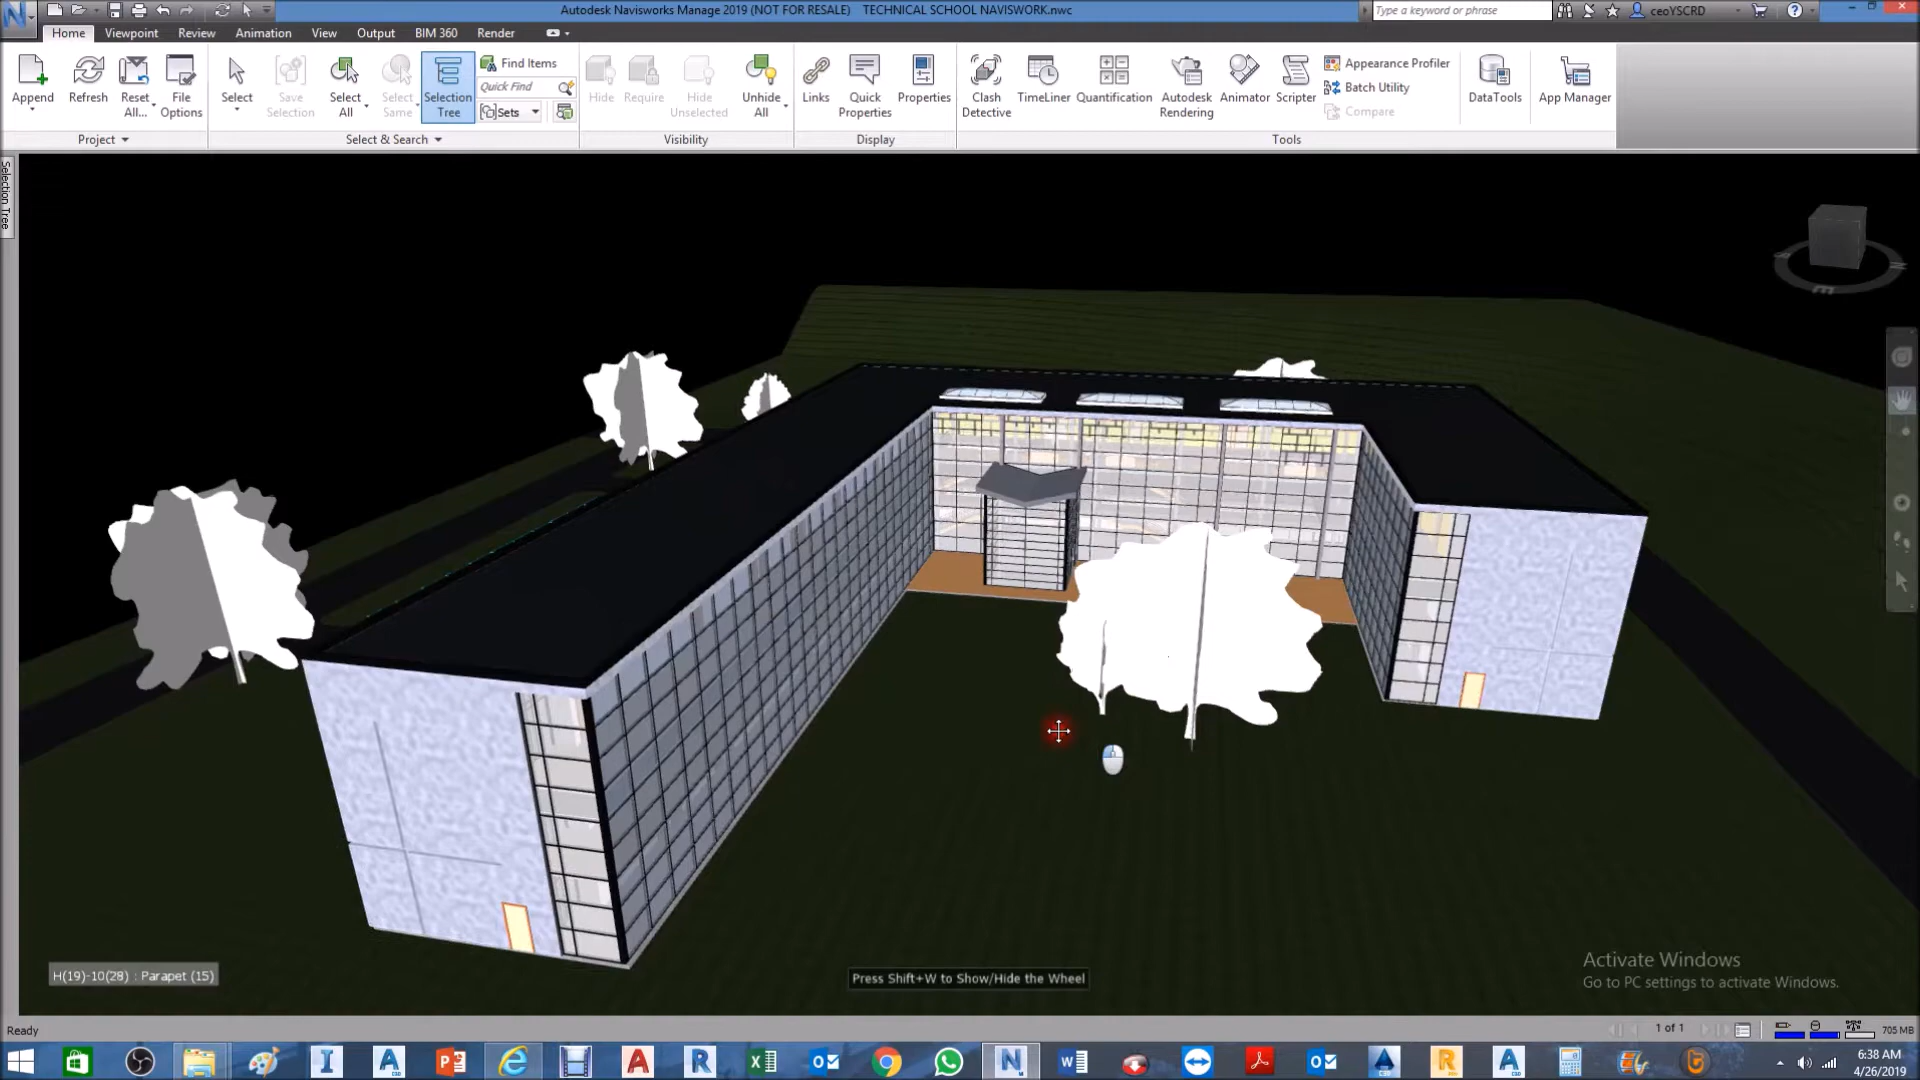 Autodesk Navisworks Manage 2019 (NOT FOR RESALE) TECHNICAL SCHOOL NAVISWORK.nwc
Type a keyword or phrase
ceoYSCRD
Home Viewpoint Review Animation View Output BIM 360 Render
Append
Refresh
Reset All...
File Options
Project
Select
Save Selection
Select All
Select Same
Selection Tree
Find Items
Quick Find
Sets
Select & Search
Hide
Require
Hide Unselected
Unhide All
Visibility
Links
Quick Properties
Properties
Display
Clash Detective
TimeLiner
Quantification
Autodesk Rendering
Animator
Scripter
Appearance Profiler
Batch Utility
Compare
Tools
DataTools
App Manager
Selection Tree
H(19)-10(28) : Parapet (15)
Press Shift+W to Show/Hide the Wheel
Activate Windows
Go to PC settings to activate Windows.
Ready
1 of 1
705 MB
6:38 AM
4/26/2019